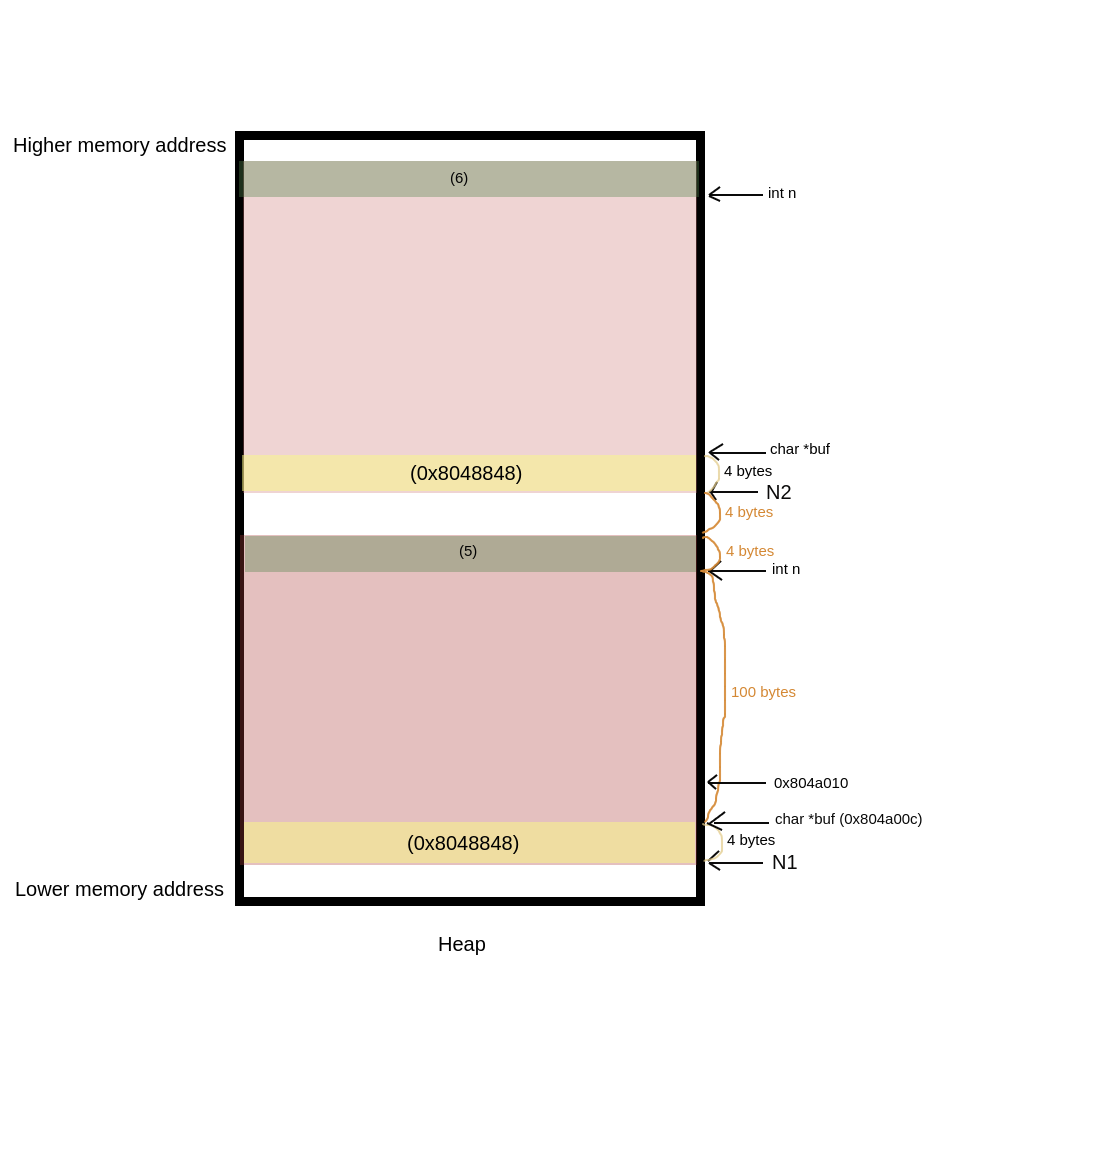 Higher memory address
(6)
int n
char *buf
(0x8048848)
4 bytes
N2
4 bytes
(5)
4 bytes
int n
100 bytes
0x804a010
char *buf (0x804a00c)
(0x8048848)
4 bytes
N1
Lower memory address
Heap